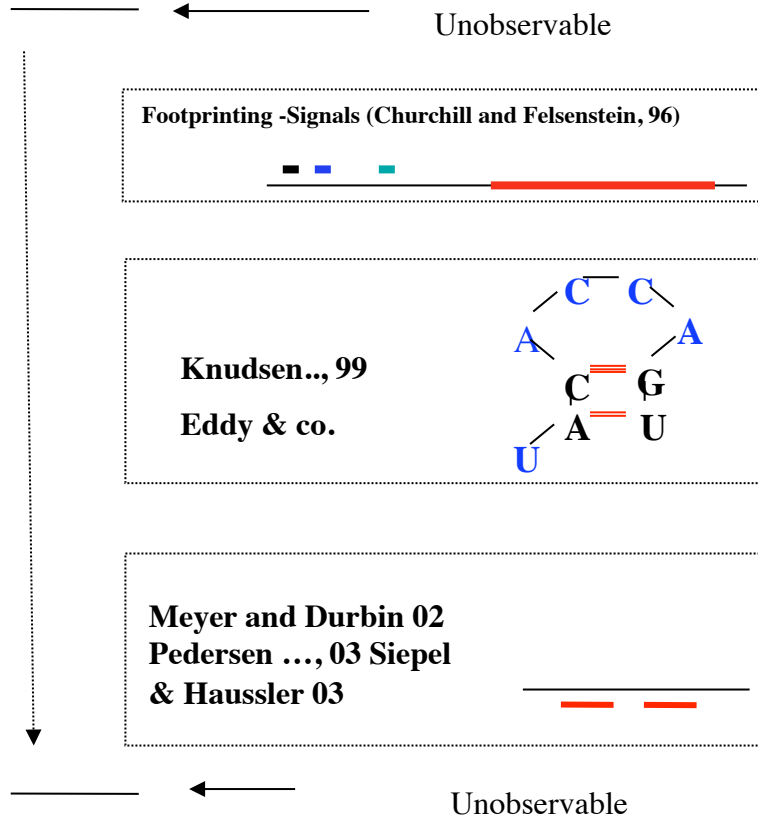 Unobservable
Footprinting -Signals (Churchill and Felsenstein, 96)
C C
A A
Knudsen.., 99
C G
Eddy & co.
A U
U
Meyer and Durbin 02
Pedersen ..., 03 Siepel
& Haussler 03
Unobservable